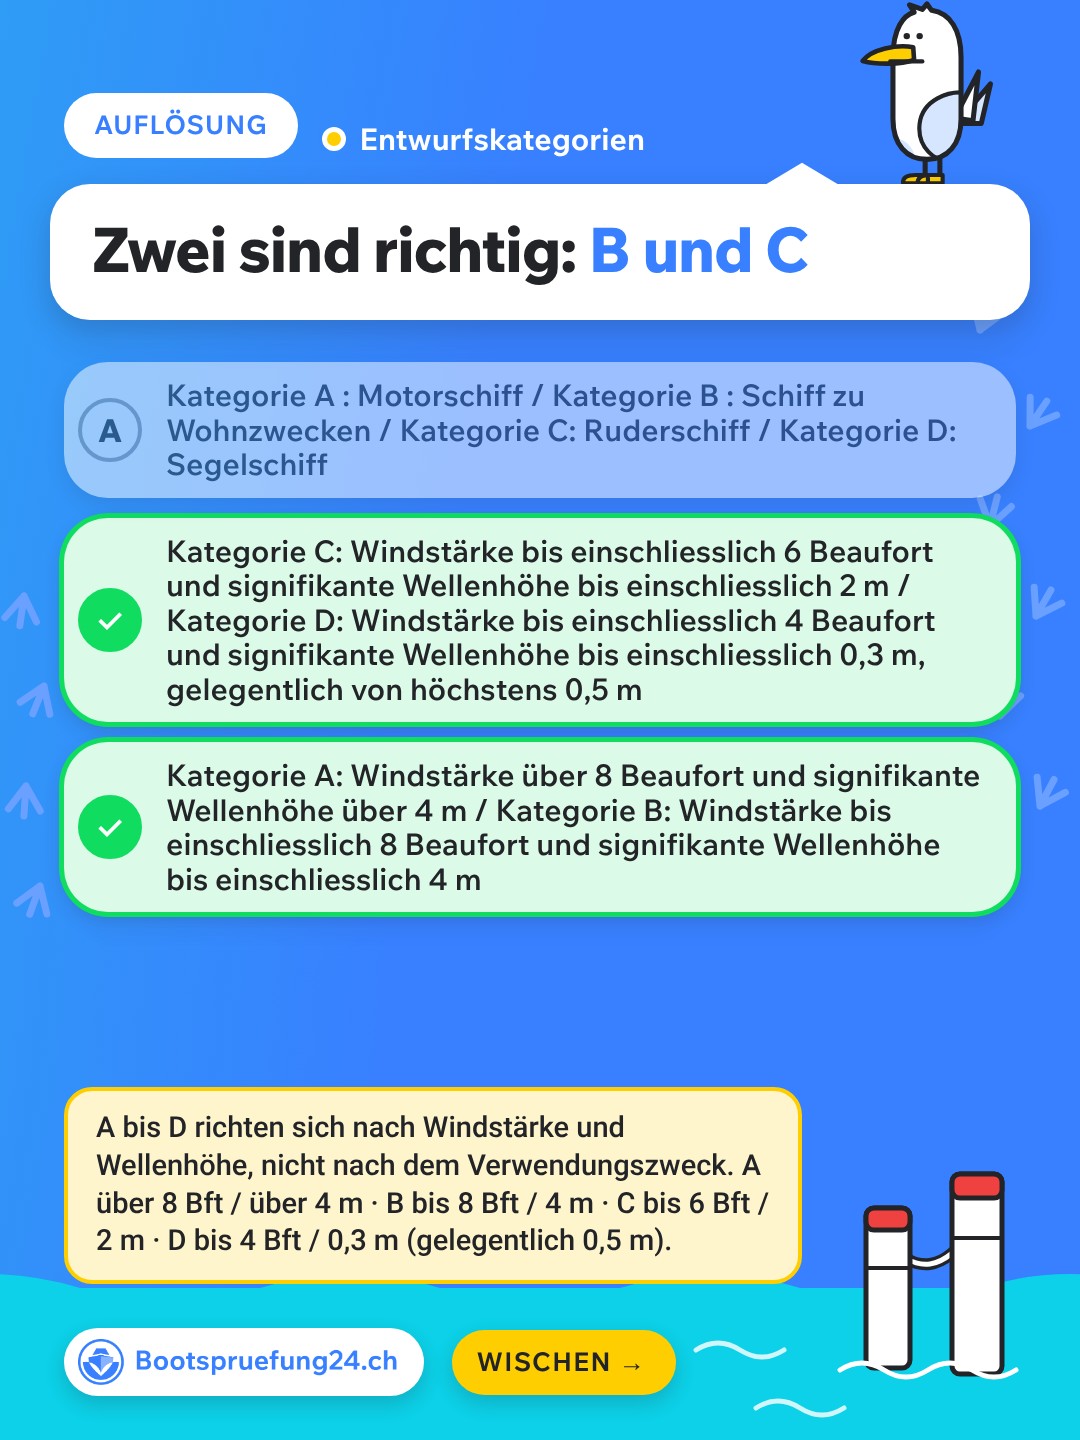 AUFLÖSUNG
Entwurfskategorien
Zwei sind richtig: B und C
A
Kategorie A : Motorschiff / Kategorie B : Schiff zu
Wohnzwecken / Kategorie C: Ruderschiff / Kategorie D:
Segelschiff
Kategorie C: Windstärke bis einschliesslich 6 Beaufort
und signifikante Wellenhöhe bis einschliesslich 2 m /
Kategorie D: Windstärke bis einschliesslich 4 Beaufort
und signifikante Wellenhöhe bis einschliesslich 0,3 m,
gelegentlich von höchstens 0,5 m
Kategorie A: Windstärke über 8 Beaufort und signifikante
Wellenhöhe über 4 m / Kategorie B: Windstärke bis
einschliesslich 8 Beaufort und signifikante Wellenhöhe
bis einschliesslich 4 m
A bis D richten sich nach Windstärke und
Wellenhöhe, nicht nach dem Verwendungszweck. A
über 8 Bft / über 4 m · B bis 8 Bft / 4 m · C bis 6 Bft /
2 m · D bis 4 Bft / 0,3 m (gelegentlich 0,5 m).
Bootspruefung24.ch
WISCHEN →